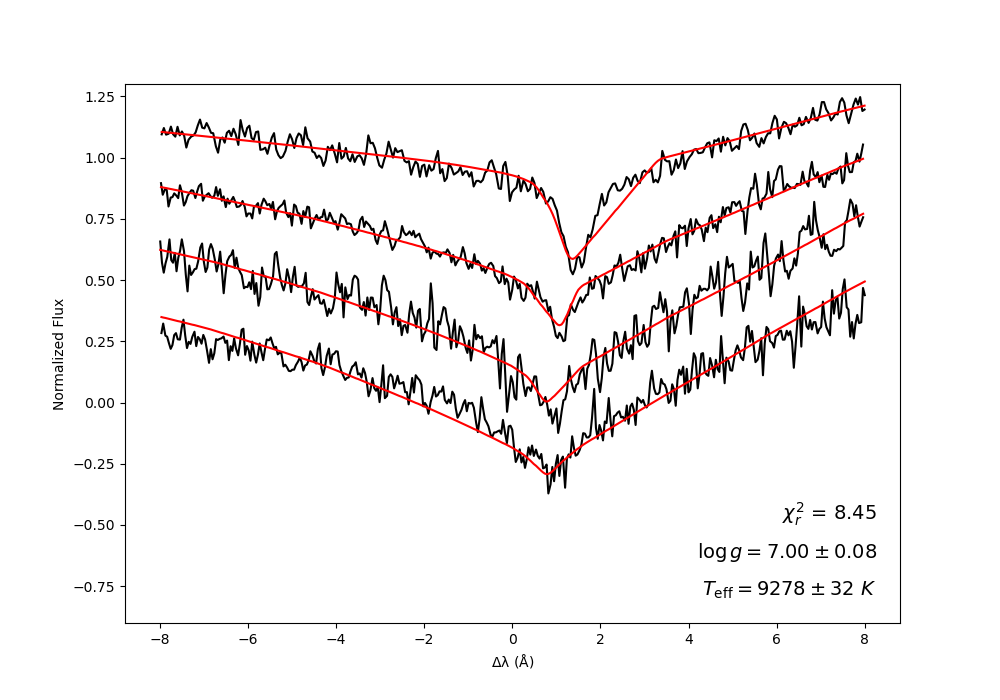 1.25
1.00
0.75
0.50
0.25
0.00
−0.25
−0.50
−0.75
Normalized Flux
χ²ᵣ = 8.45
log g = 7.00 ± 0.08
T_eff = 9278 ± 32 K
−8 −6 −4 −2 0 2 4 6 8
Δλ (Å)